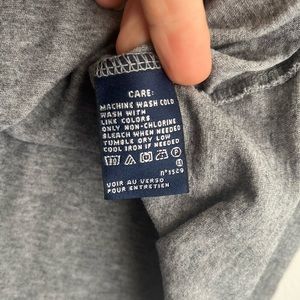 CARE:
MACHINE WASH COLD
WASH WITH
LIKE COLORS
ONLY NON-CHLORINE
BLEACH WHEN NEEDED
TUMBLE DRY LOW
COOL IRON IF NEEDED
VOIR AU VERSO
POUR ENTRETIEN